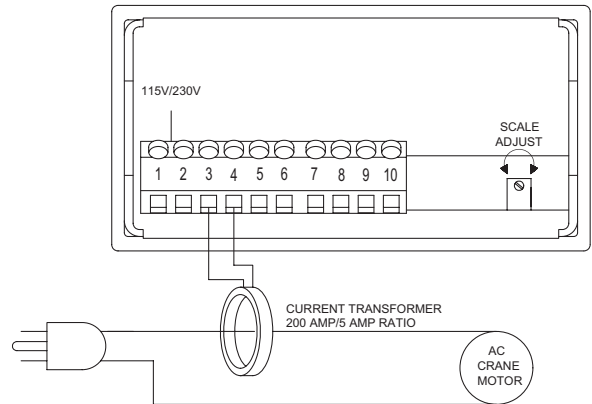 115V/230V
SCALE
ADJUST
1 2 3 4 5 6 7 8 9 10
CURRENT TRANSFORMER
200 AMP/5 AMP RATIO
AC
CRANE
MOTOR